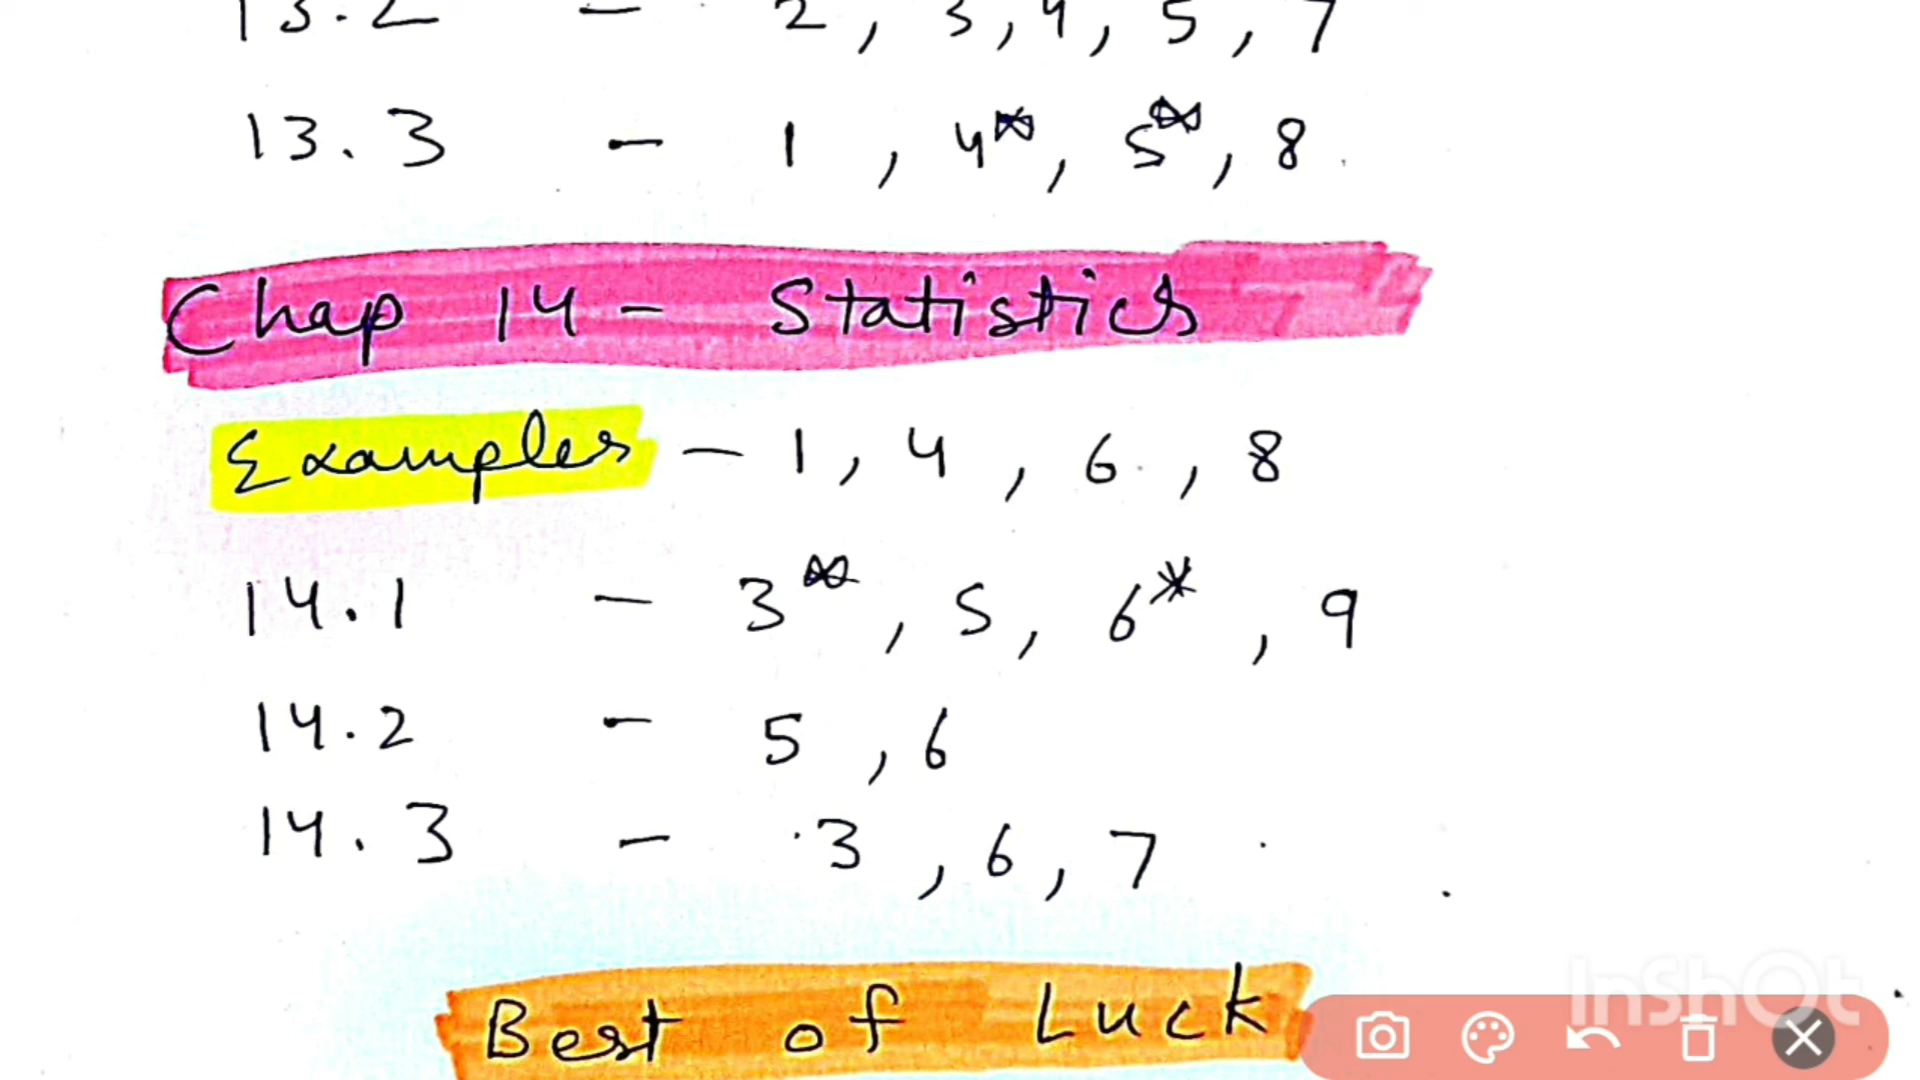 13.2 - 2, 3, 4, 5, 7
13.3 - 1, 4*, 5*, 8.
Chap 14 - Statistics
Examples - 1, 4, 6, 8
14.1 - 3*, 5, 6*, 9
14.2 - 5, 6
14.3 - 3, 6, 7
Best of Luck
InShOt